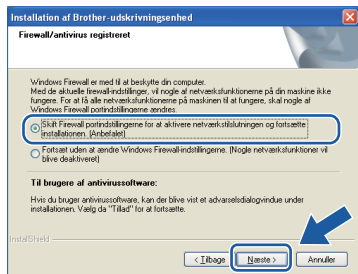 Installation af Brother-udskrivningsenhed
Firewall/antivirus registreret
Windows Firewall er med til at beskytte din computer.
Med de aktuelle firewall-indstillinger, vil nogle af netværksfunktionerne på din maskine ikke
fungere. For at få alle netværksfunktionerne på maskinen til at fungere, skal nogle af
Windows Firewall portindstillingerne ændres.
Skift Firewall portindstillingerne for at aktivere netværkstilslutningen og fortsætte
installationen. (Anbefalet)
Fortsæt uden at ændre Windows Firewall-indstillingerne. (Nogle netværksfunktioner vil
blive deaktiveret)
Til brugere af antivirussoftware:
Hvis du bruger antivirussoftware, kan der blive vist et advarselsdialogvindue under
installationen. Vælg da "Tillad" for at fortsætte.
InstallShield
< Tilbage Næste > Annuller